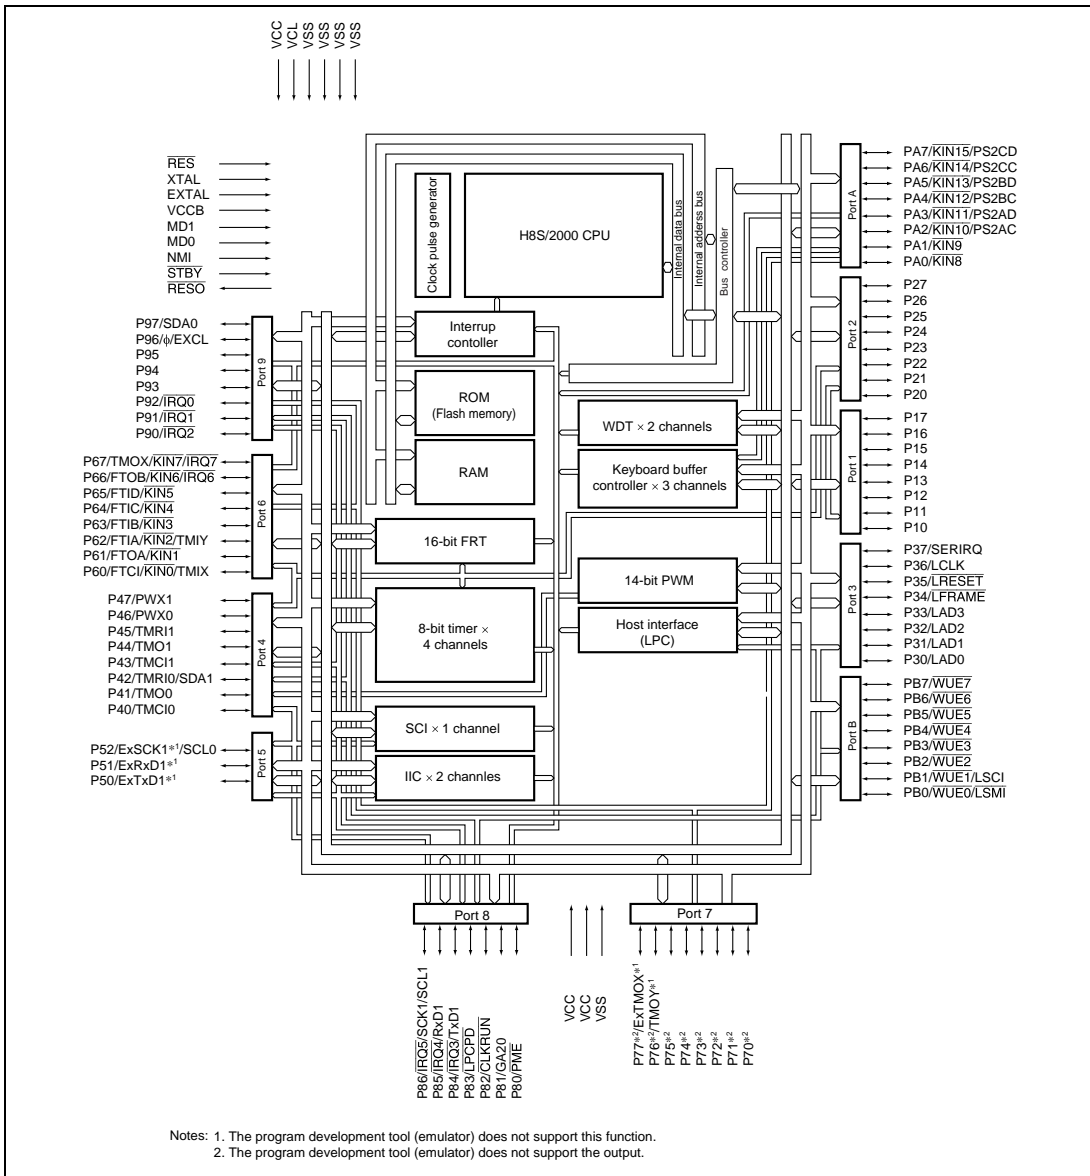 VCC
VCL
VSS
VSS
VSS
VSS
RES
XTAL
EXTAL
VCCB
MD1
MD0
NMI
STBY
RESO
Clock pulse generator
H8S/2000 CPU
Internal data bus
Internal adderss bus
Bus controller
Interrup
contoller
ROM
(Flash memory)
RAM
WDT × 2 channels
Keyboard buffer
controller × 3 channels
16-bit FRT
14-bit PWM
8-bit timer ×
4 channels
Host interface
(LPC)
SCI × 1 channel
IIC × 2 channles
P97/SDA0
P96/ϕ/EXCL
P95
P94
P93
P92/IRQ0
P91/IRQ1
P90/IRQ2
Port 9
P67/TMOX/KIN7/IRQ7
P66/FTOB/KIN6/IRQ6
P65/FTID/KIN5
P64/FTIC/KIN4
P63/FTIB/KIN3
P62/FTIA/KIN2/TMIY
P61/FTOA/KIN1
P60/FTCI/KIN0/TMIX
Port 6
P47/PWX1
P46/PWX0
P45/TMRI1
P44/TMO1
P43/TMCI1
P42/TMRI0/SDA1
P41/TMO0
P40/TMCI0
Port 4
P52/ExSCK1*1/SCL0
P51/ExRxD1*1
P50/ExTxD1*1
Port 5
Port A
PA7/KIN15/PS2CD
PA6/KIN14/PS2CC
PA5/KIN13/PS2BD
PA4/KIN12/PS2BC
PA3/KIN11/PS2AD
PA2/KIN10/PS2AC
PA1/KIN9
PA0/KIN8
Port 2
P27
P26
P25
P24
P23
P22
P21
P20
Port 1
P17
P16
P15
P14
P13
P12
P11
P10
Port 3
P37/SERIRQ
P36/LCLK
P35/LRESET
P34/LFRAME
P33/LAD3
P32/LAD2
P31/LAD1
P30/LAD0
Port B
PB7/WUE7
PB6/WUE6
PB5/WUE5
PB4/WUE4
PB3/WUE3
PB2/WUE2
PB1/WUE1/LSCI
PB0/WUE0/LSMI
Port 8
P86/IRQ5/SCK1/SCL1
P85/IRQ4/RxD1
P84/IRQ3/TxD1
P83/LPCPD
P82/CLKRUN
P81/GA20
P80/PME
VCC
VCC
VSS
Port 7
P77*2/ExTMOX*1
P76*2/TMOY*1
P75*2
P74*2
P73*2
P72*2
P71*2
P70*2
Notes: 1. The program development tool (emulator) does not support this function.
2. The program development tool (emulator) does not support the output.